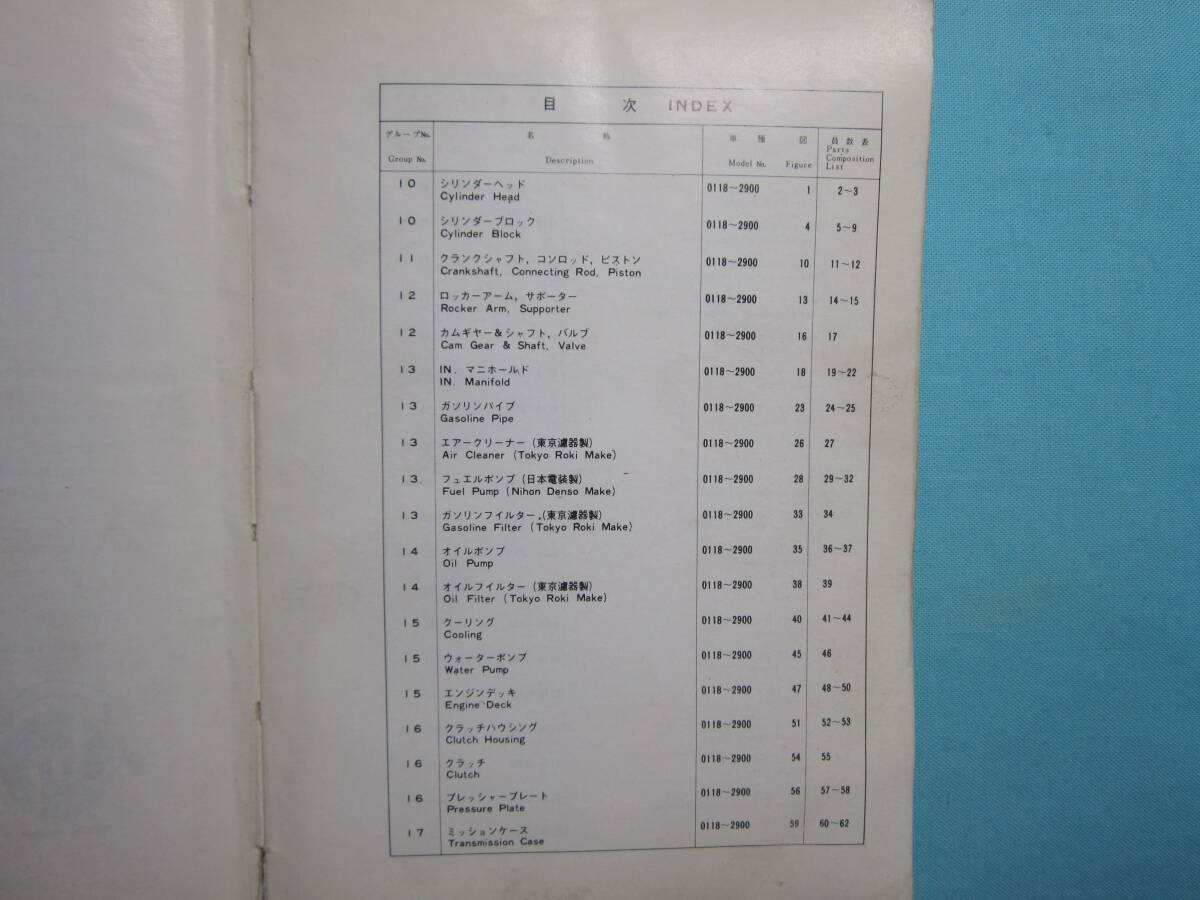 目次 INDEX
グループNo. 名称 車種 図 員数表
Group No. Description Model No. Figure Parts Composition List
10 シリンダーヘッド 0118～2900 1 2～3
Cylinder Head
10 シリンダーブロック 0118～2900 4 5～9
Cylinder Block
11 クランクシャフト，コンロッド，ピストン 0118～2900 10 11～12
Crankshaft, Connecting Rod, Piston
12 ロッカーアーム，サポーター 0118～2900 13 14～15
Rocker Arm, Supporter
12 カムギヤー＆シャフト，バルブ 0118～2900 16 17
Cam Gear & Shaft, Valve
13 IN. マニホールド 0118～2900 18 19～22
IN. Manifold
13 ガソリンパイプ 0118～2900 23 24～25
Gasoline Pipe
13 エアークリーナー（東京濾器製） 0118～2900 26 27
Air Cleaner (Tokyo Roki Make)
13 フュエルポンプ（日本電装製） 0118～2900 28 29～32
Fuel Pump (Nihon Denso Make)
13 ガソリンフイルター（東京濾器製） 0118～2900 33 34
Gasoline Filter (Tokyo Roki Make)
14 オイルポンプ 0118～2900 35 36～37
Oil Pump
14 オイルフイルター（東京濾器製） 0118～2900 38 39
Oil Filter (Tokyo Roki Make)
15 クーリング 0118～2900 40 41～44
Cooling
15 ウォーターポンプ 0118～2900 45 46
Water Pump
15 エンジンデッキ 0118～2900 47 48～50
Engine Deck
16 クラッチハウシング 0118～2900 51 52～53
Clutch Housing
16 クラッチ 0118～2900 54 55
Clutch
16 プレッシャープレート 0118～2900 56 57～58
Pressure Plate
17 ミッションケース 0118～2900 59 60～62
Transmission Case